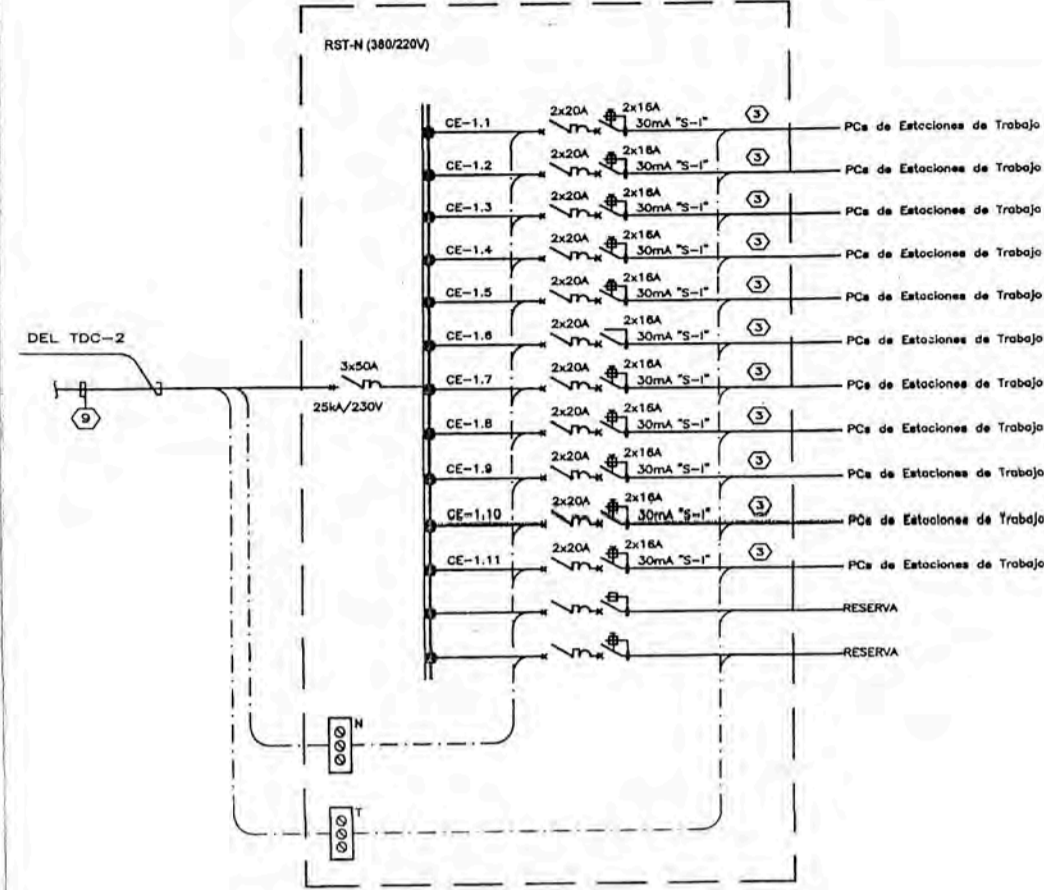 RST-N (380/220V)
CE-1.1 2x20A 2x16A 30mA "S-I" 3 PCs de Estaciones de Trabajo
CE-1.2 2x20A 2x16A 30mA "S-I" 3 PCs de Estaciones de Trabajo
CE-1.3 2x20A 2x16A 30mA "S-I" 3 PCs de Estaciones de Trabajo
CE-1.4 2x20A 2x16A 30mA "S-I" 3 PCs de Estaciones de Trabajo
CE-1.5 2x20A 2x16A 30mA "S-I" 3 PCs de Estaciones de Trabajo
CE-1.6 2x20A 2x16A 30mA "S-I" 3 PCs de Estaciones de Trabajo
DEL TDC-2
9
3x50A
25kA/230V
CE-1.7 2x20A 2x16A 30mA "S-I" 3 PCs de Estaciones de Trabajo
CE-1.8 2x20A 2x16A 30mA "S-I" 3 PCs de Estaciones de Trabajo
CE-1.9 2x20A 2x16A 30mA "S-I" 3 PCs de Estaciones de Trabajo
CE-1.10 2x20A 2x16A 30mA "S-I" 3 PCs de Estaciones de Trabajo
CE-1.11 2x20A 2x16A 30mA "S-I" 3 PCs de Estaciones de Trabajo
RESERVA
RESERVA
N
T